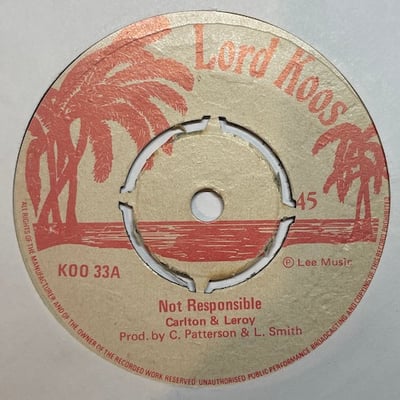 Lord Koos
45
KOO 33A
℗ Lee Music
Not Responsible
Carlton & Leroy
Prod. by C. Patterson & L. Smith
ALL RIGHTS OF THE MANUFACTURER AND OF THE OWNER OF THE RECORDED WORK RESERVED. UNAUTHORISED PUBLIC PERFORMANCE BROADCASTING AND COPYING OF THIS RECORD PROHIBITED